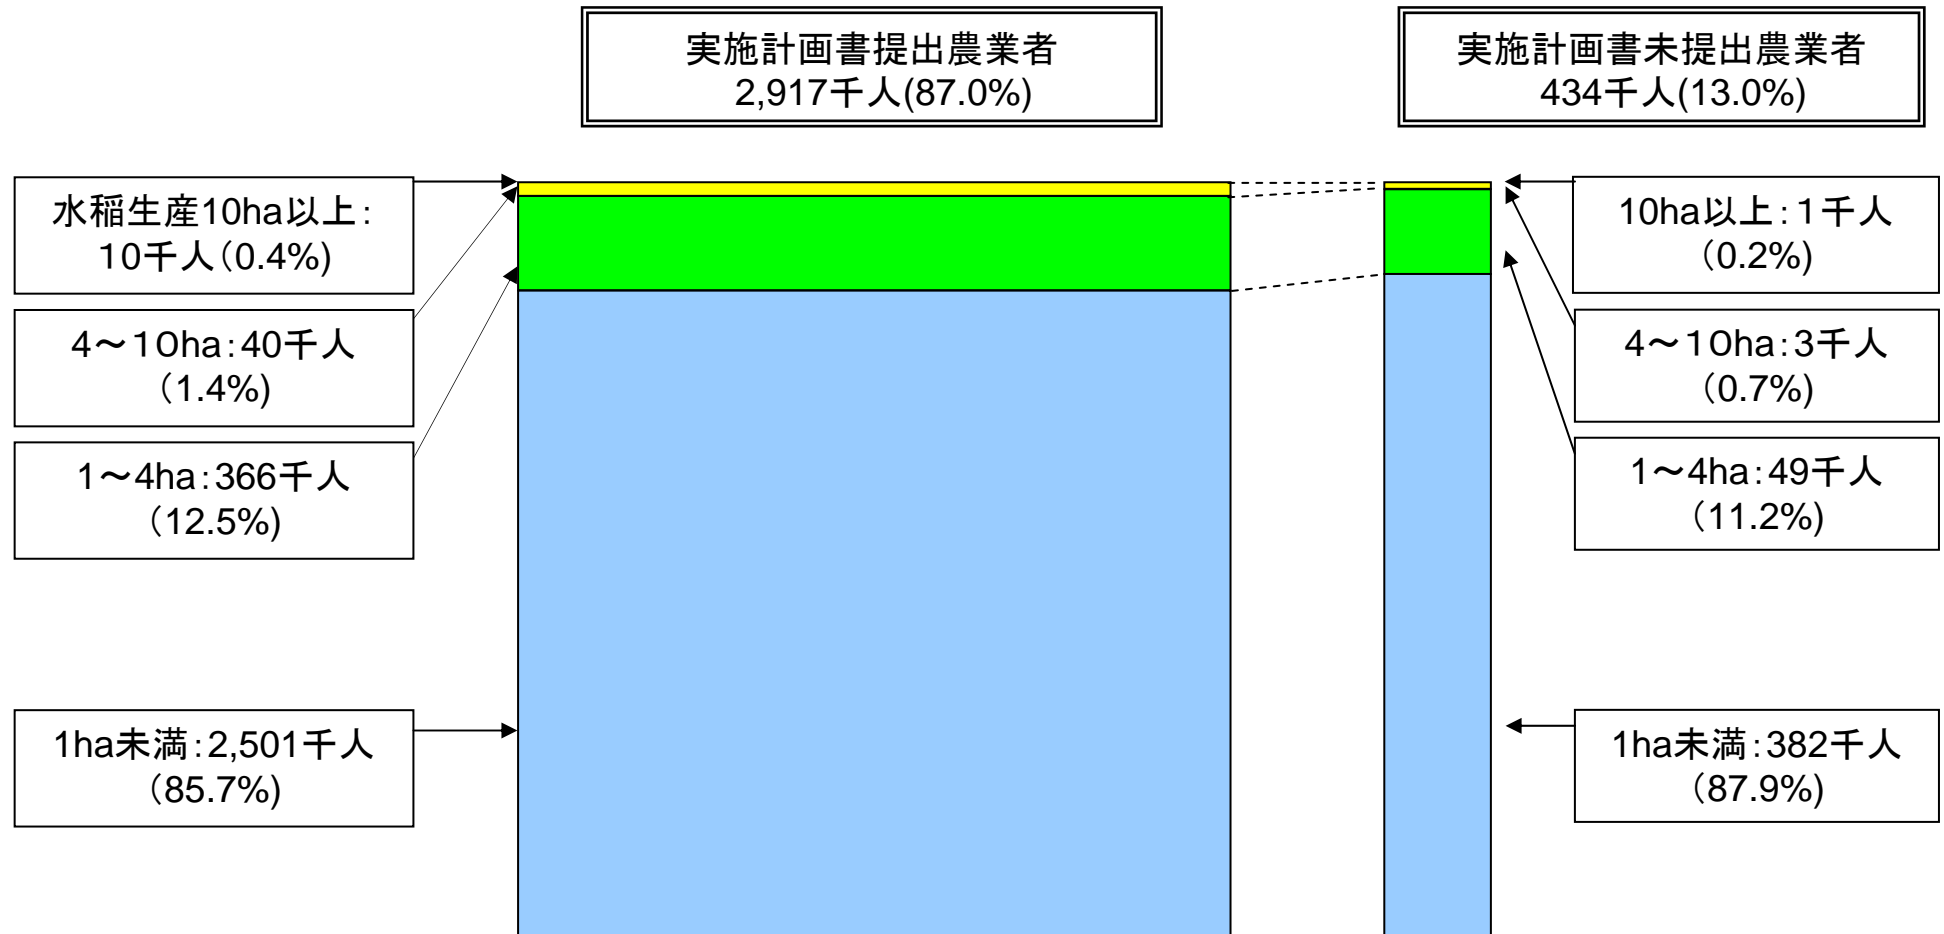 実施計画書提出農業者
2,917千人(87.0%)
実施計画書未提出農業者
434千人(13.0%)
水稲生産10ha以上:
10千人(0.4%)
4〜10ha:40千人
(1.4%)
1〜4ha:366千人
(12.5%)
1ha未満:2,501千人
(85.7%)
10ha以上:1千人
(0.2%)
4〜10ha:3千人
(0.7%)
1〜4ha:49千人
(11.2%)
1ha未満:382千人
(87.9%)